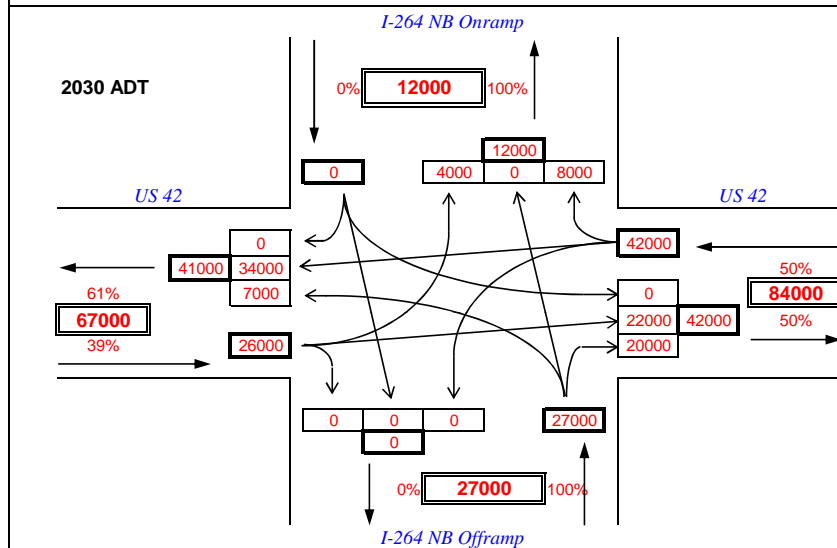 I-264 NB Onramp
2030 ADT
0% 12000 100%
12000
0 4000 0 8000
US 42 US 42
0 42000
41000 34000 50%
61% 7000 0 84000
67000 22000 42000 50%
39% 26000 20000
0 0 0 27000
0
0% 27000 100%
I-264 NB Offramp